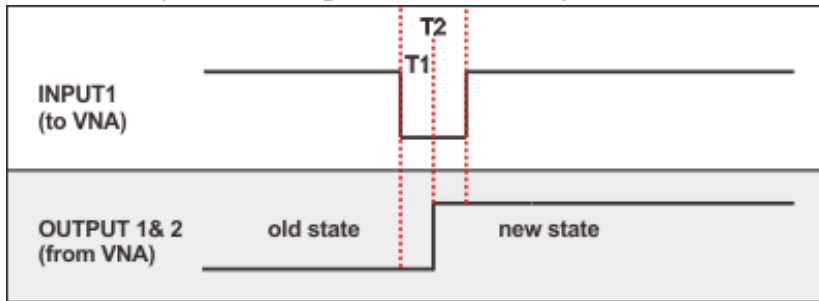 T2
T1
INPUT1
(to VNA)
OUTPUT 1& 2
(from VNA)
old state
new state